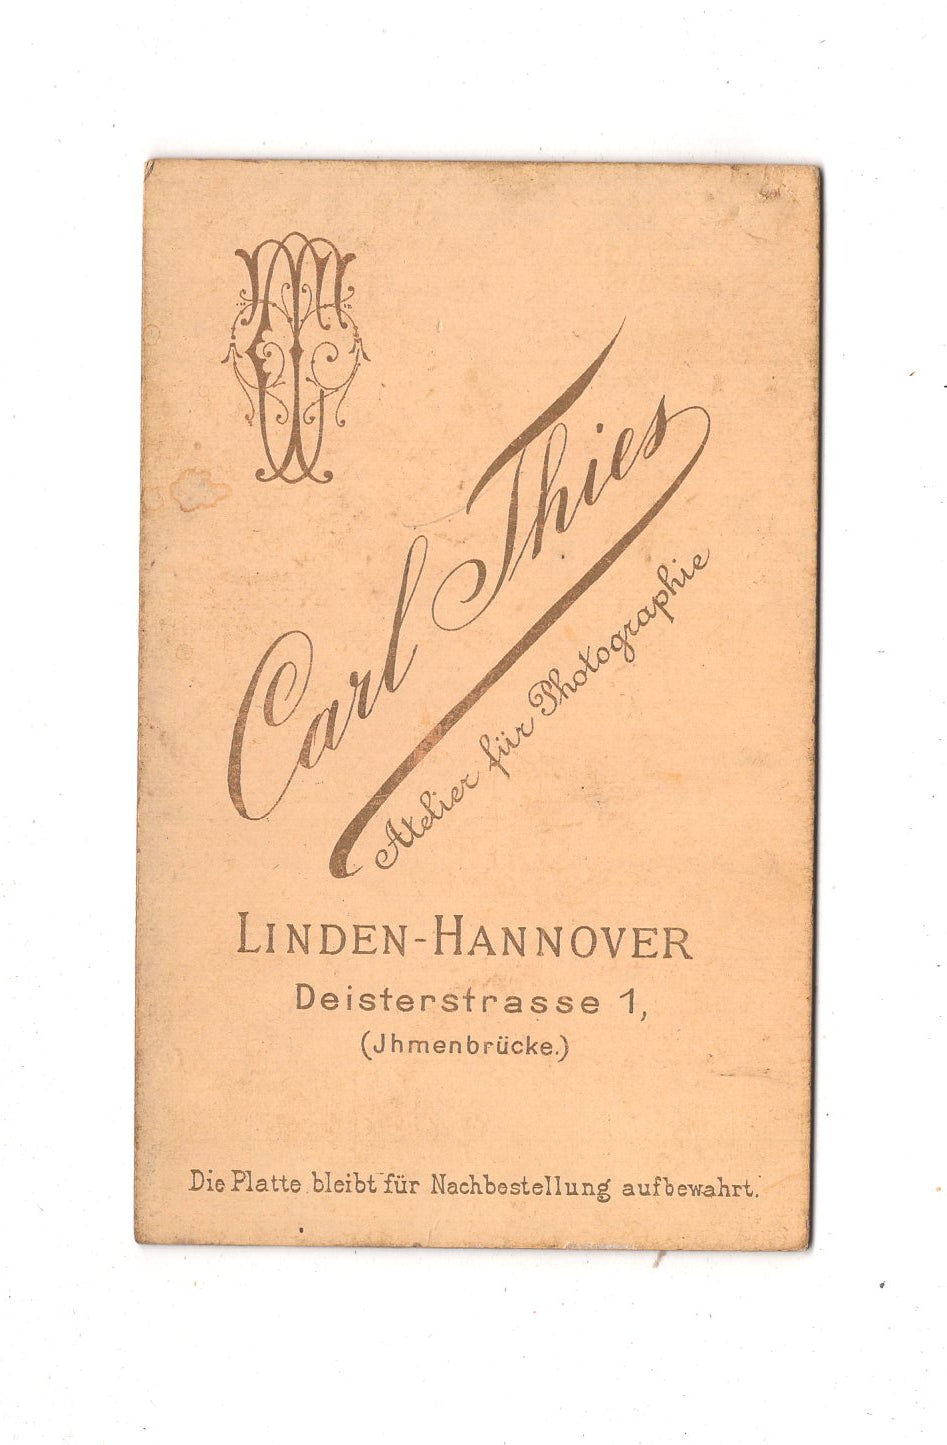 Carl Thies
Atelier für Photographie
LINDEN-HANNOVER
Deisterstrasse 1,
(Jhmenbrücke.)
Die Platte bleibt für Nachbestellung aufbewahrt.